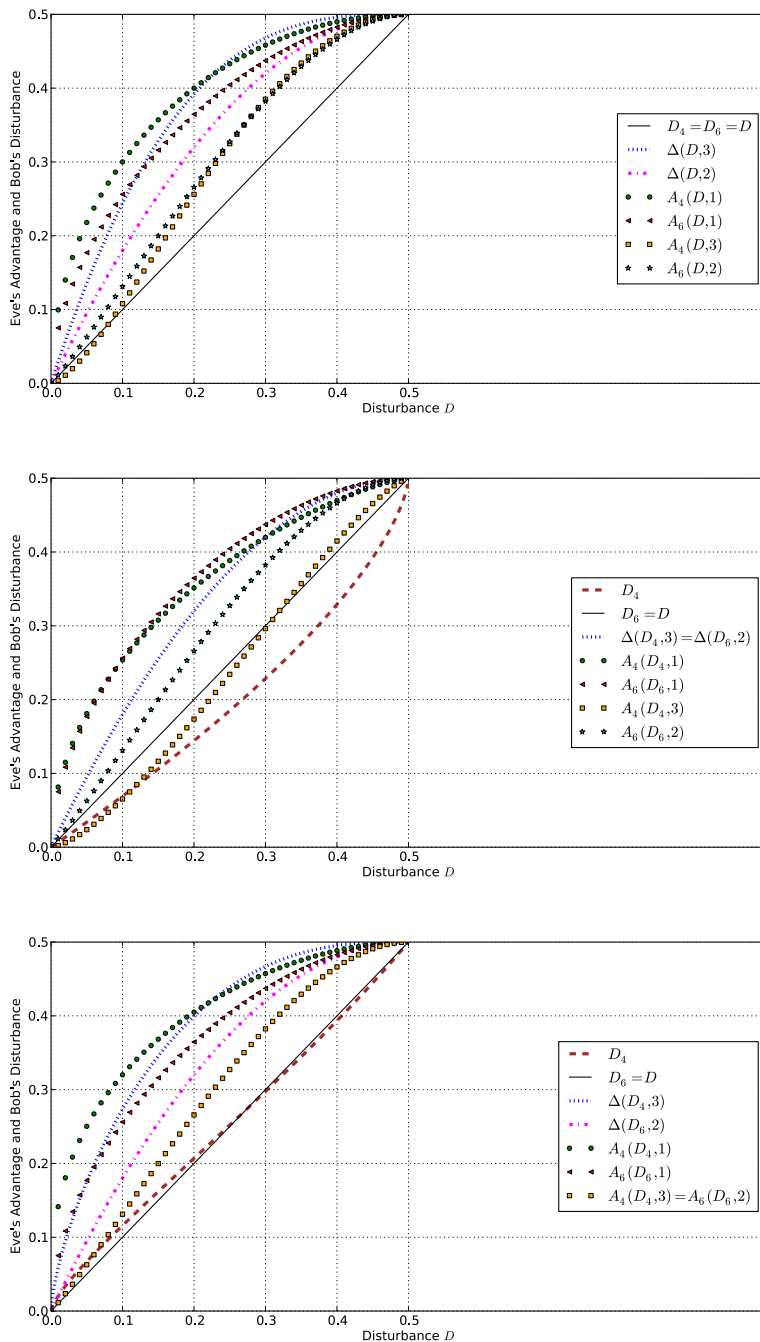 Eve's Advantage and Bob's Disturbance
0.5
0.4
0.3
0.2
0.1
0.0
0.0 0.1 0.2 0.3 0.4 0.5
Disturbance D
D₄ = D₆ = D
Δ(D,3)
Δ(D,2)
A₄(D,1)
A₆(D,1)
A₄(D,3)
A₆(D,2)
Eve's Advantage and Bob's Disturbance
0.5
0.4
0.3
0.2
0.1
0.0
0.0 0.1 0.2 0.3 0.4 0.5
Disturbance D
D₄
D₆ = D
Δ(D₄,3) = Δ(D₆,2)
A₄(D₄,1)
A₆(D₆,1)
A₄(D₄,3)
A₆(D₆,2)
Eve's Advantage and Bob's Disturbance
0.5
0.4
0.3
0.2
0.1
0.0
0.0 0.1 0.2 0.3 0.4 0.5
Disturbance D
D₄
D₆ = D
Δ(D₄,3)
Δ(D₆,2)
A₄(D₄,1)
A₆(D₆,1)
A₄(D₄,3) = A₆(D₆,2)